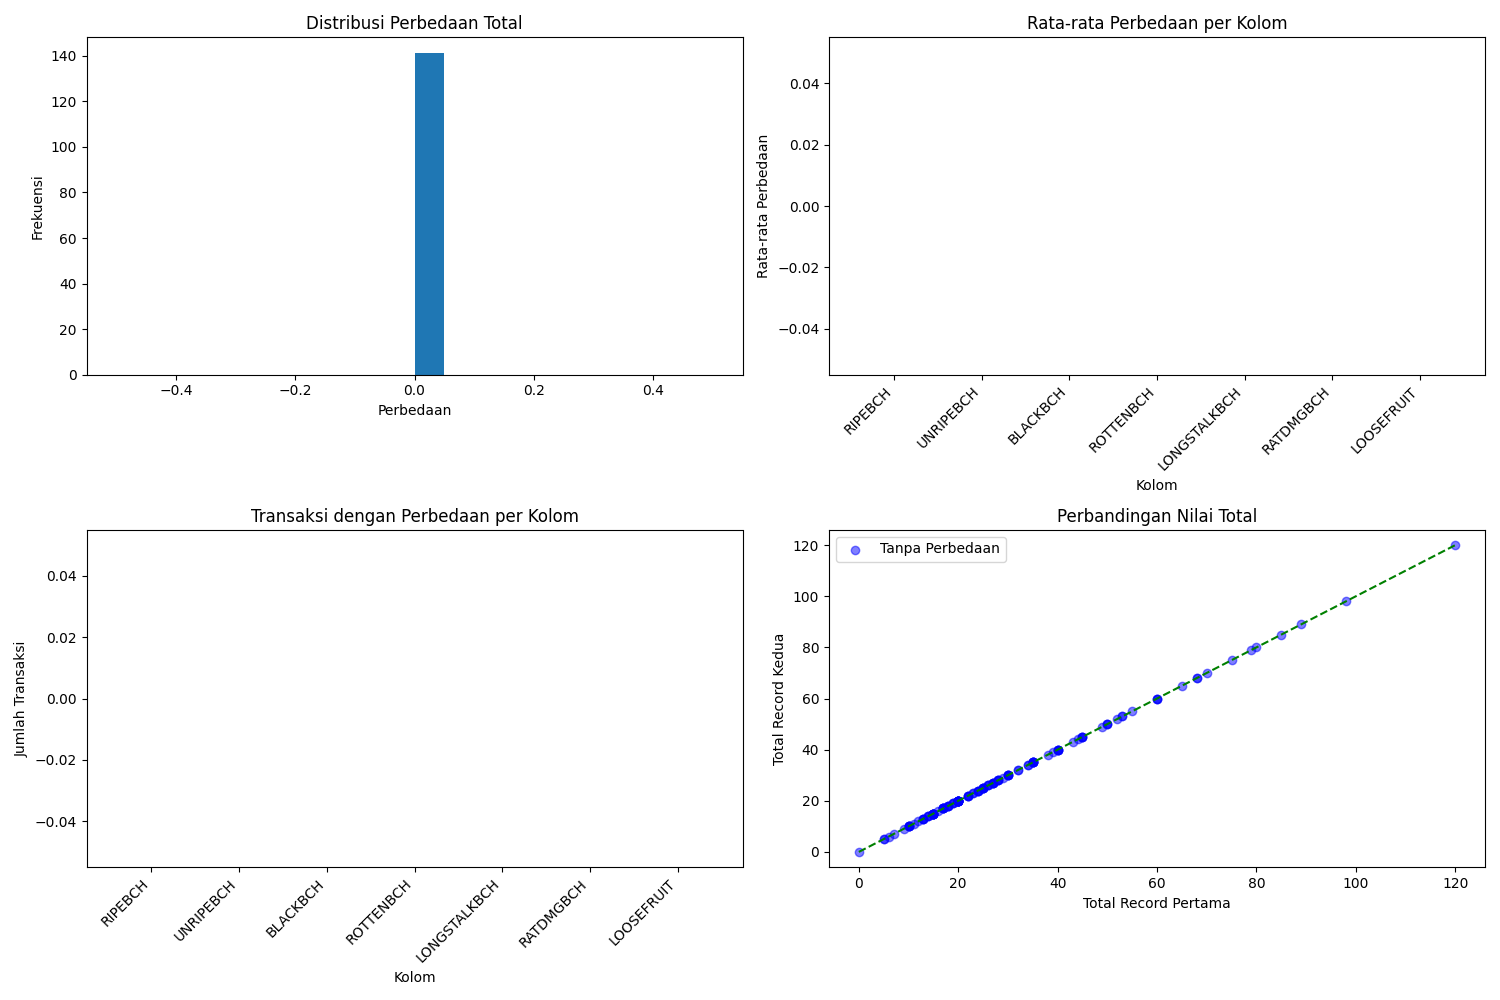 Distribusi Perbedaan Total
140
120
100
80
60
40
20
0
Frekuensi
−0.4 −0.2 0.0 0.2 0.4
Perbedaan
Rata-rata Perbedaan per Kolom
0.04
0.02
0.00
−0.02
−0.04
Rata-rata Perbedaan
RIPEBCH
UNRIPEBCH
BLACKBCH
ROTTENBCH
LONGSTALKBCH
RATDMGBCH
LOOSEFRUIT
Kolom
Transaksi dengan Perbedaan per Kolom
0.04
0.02
0.00
−0.02
−0.04
Jumlah Transaksi
RIPEBCH
UNRIPEBCH
BLACKBCH
ROTTENBCH
LONGSTALKBCH
RATDMGBCH
LOOSEFRUIT
Kolom
Perbandingan Nilai Total
Tanpa Perbedaan
120
100
80
60
40
20
0
Total Record Kedua
0 20 40 60 80 100 120
Total Record Pertama